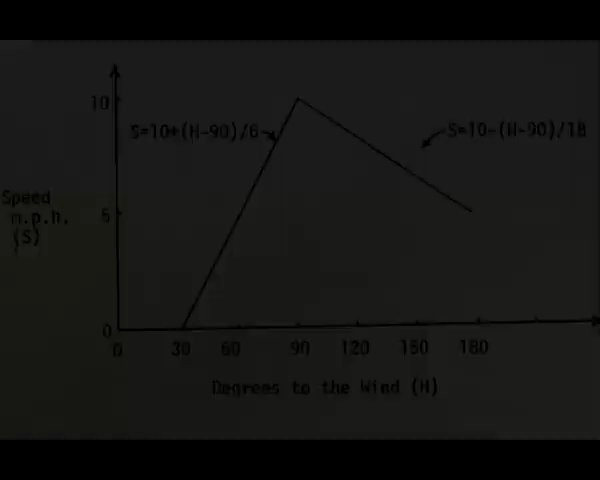 10
S=10+(H-90)/6
S=10-(H-90)/18
Speed
m.p.h.
(S)
5
0
0 30 60 90 120 150 180
Degrees to the Wind (H)